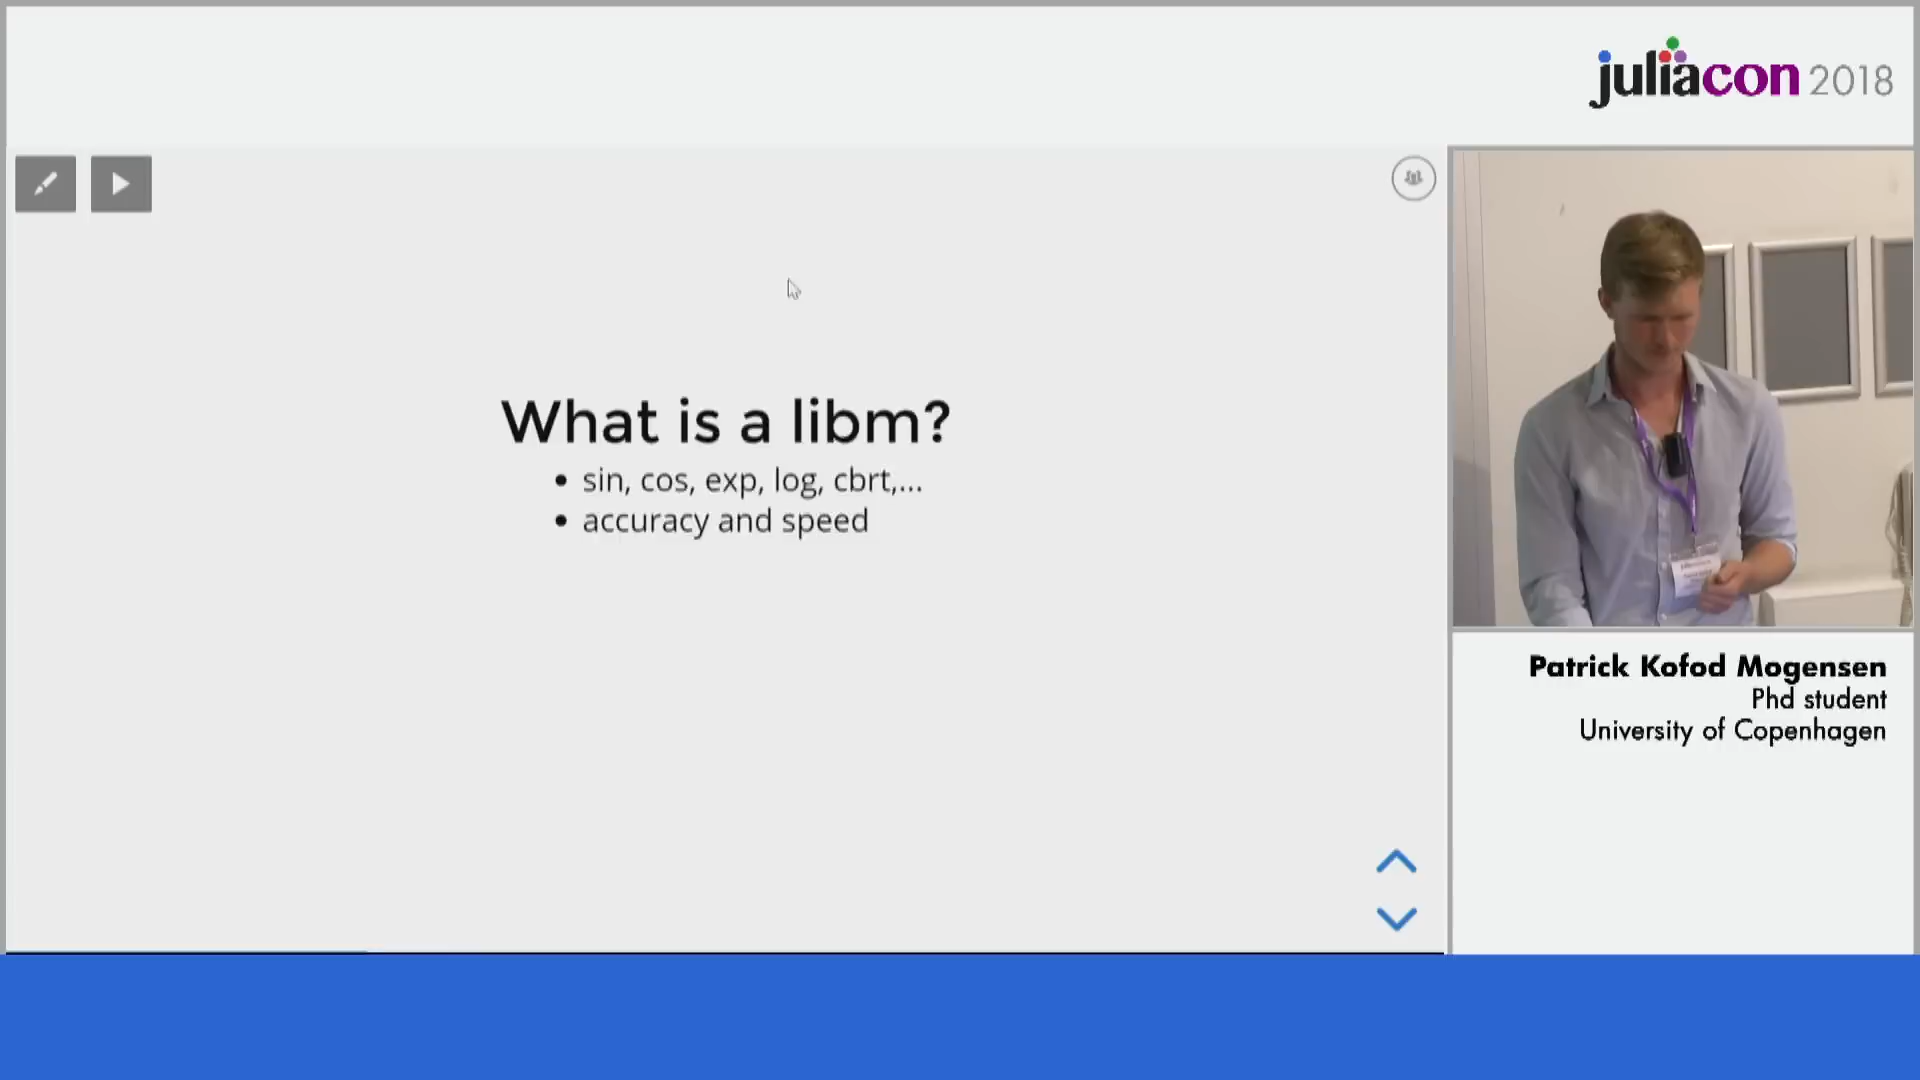 juliacon 2018
What is a libm?
• sin, cos, exp, log, cbrt,...
• accuracy and speed
Patrick Kofod Mogensen
Phd student
University of Copenhagen